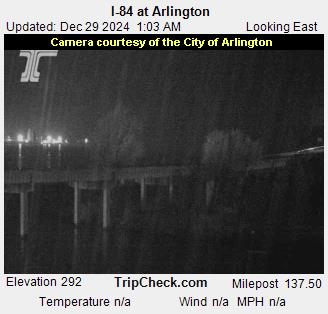 I-84 at Arlington
Updated: Dec 29 2024 1:03 AM Looking East
Camera courtesy of the City of Arlington
Elevation 292 TripCheck.com Milepost 137.50
Temperature n/a Wind n/a MPH n/a